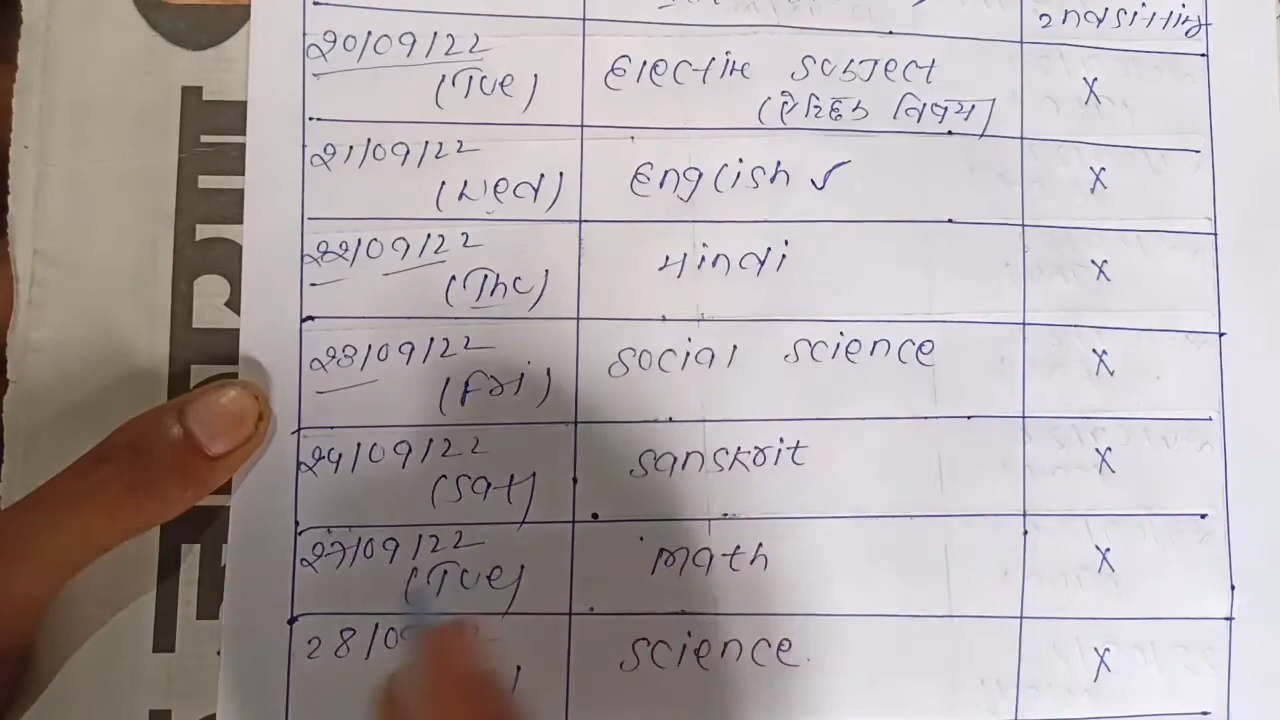 2ndsitting
20/09/22
(Tue)
Elective subject
(ऐच्छिक विषय)
X
21/09/22
(Wed)
English ✓
X
22/09/22
(Thu)
Hindi
X
23/09/22
(Fri)
Social Science
X
24/09/22
(Sat)
Sanskrit
X
27/09/22
(Tue)
Math
X
28/0
Science.
X